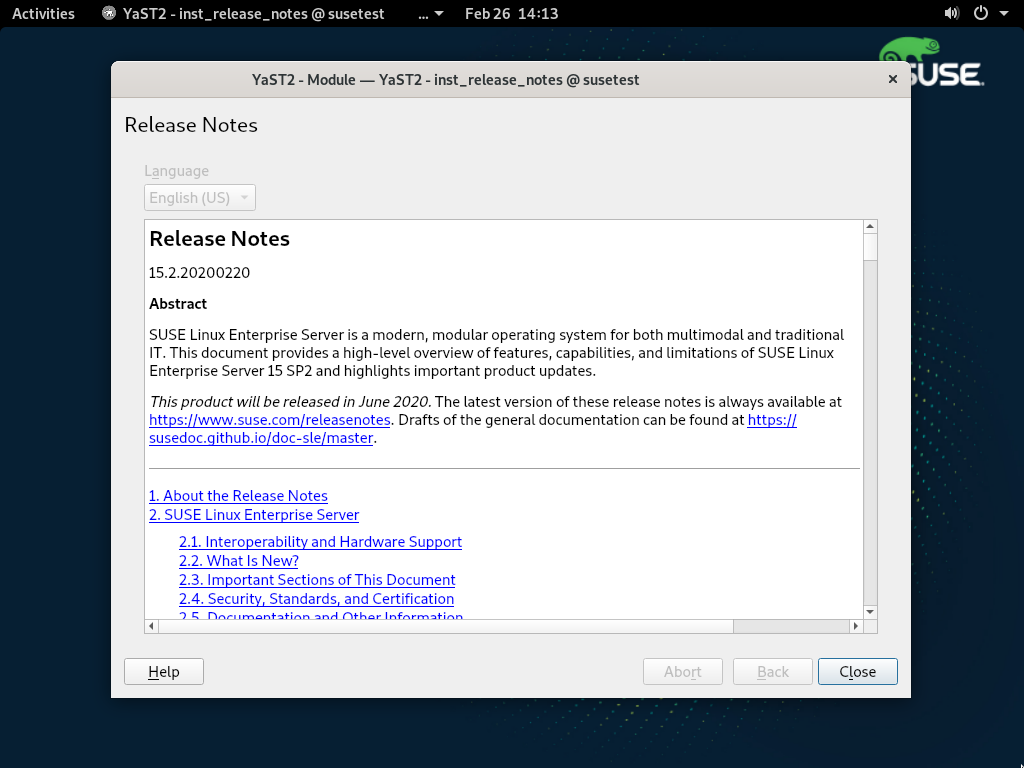 Activities YaST2 - inst_release_notes @ susetest ... Feb 26 14:13
SUSE
YaST2 - Module — YaST2 - inst_release_notes @ susetest
Release Notes
Language
English (US)
Release Notes
15.2.20200220
Abstract
SUSE Linux Enterprise Server is a modern, modular operating system for both multimodal and traditional
IT. This document provides a high-level overview of features, capabilities, and limitations of SUSE Linux
Enterprise Server 15 SP2 and highlights important product updates.
This product will be released in June 2020. The latest version of these release notes is always available at
https://www.suse.com/releasenotes. Drafts of the general documentation can be found at https://
susedoc.github.io/doc-sle/master.
1. About the Release Notes
2. SUSE Linux Enterprise Server
2.1. Interoperability and Hardware Support
2.2. What Is New?
2.3. Important Sections of This Document
2.4. Security, Standards, and Certification
2.5. Documentation and Other Information
Help Abort Back Close